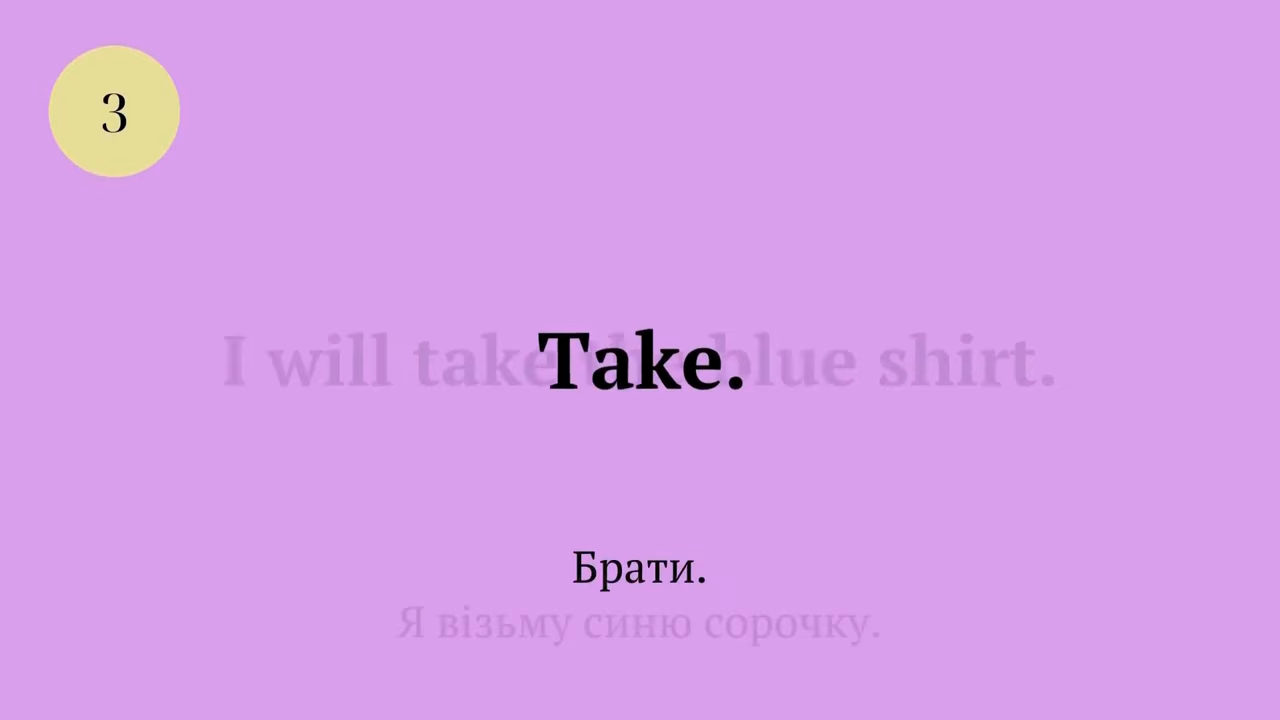 3
I will take the blue shirt.
Take.
Брати.
Я візьму синю сорочку.